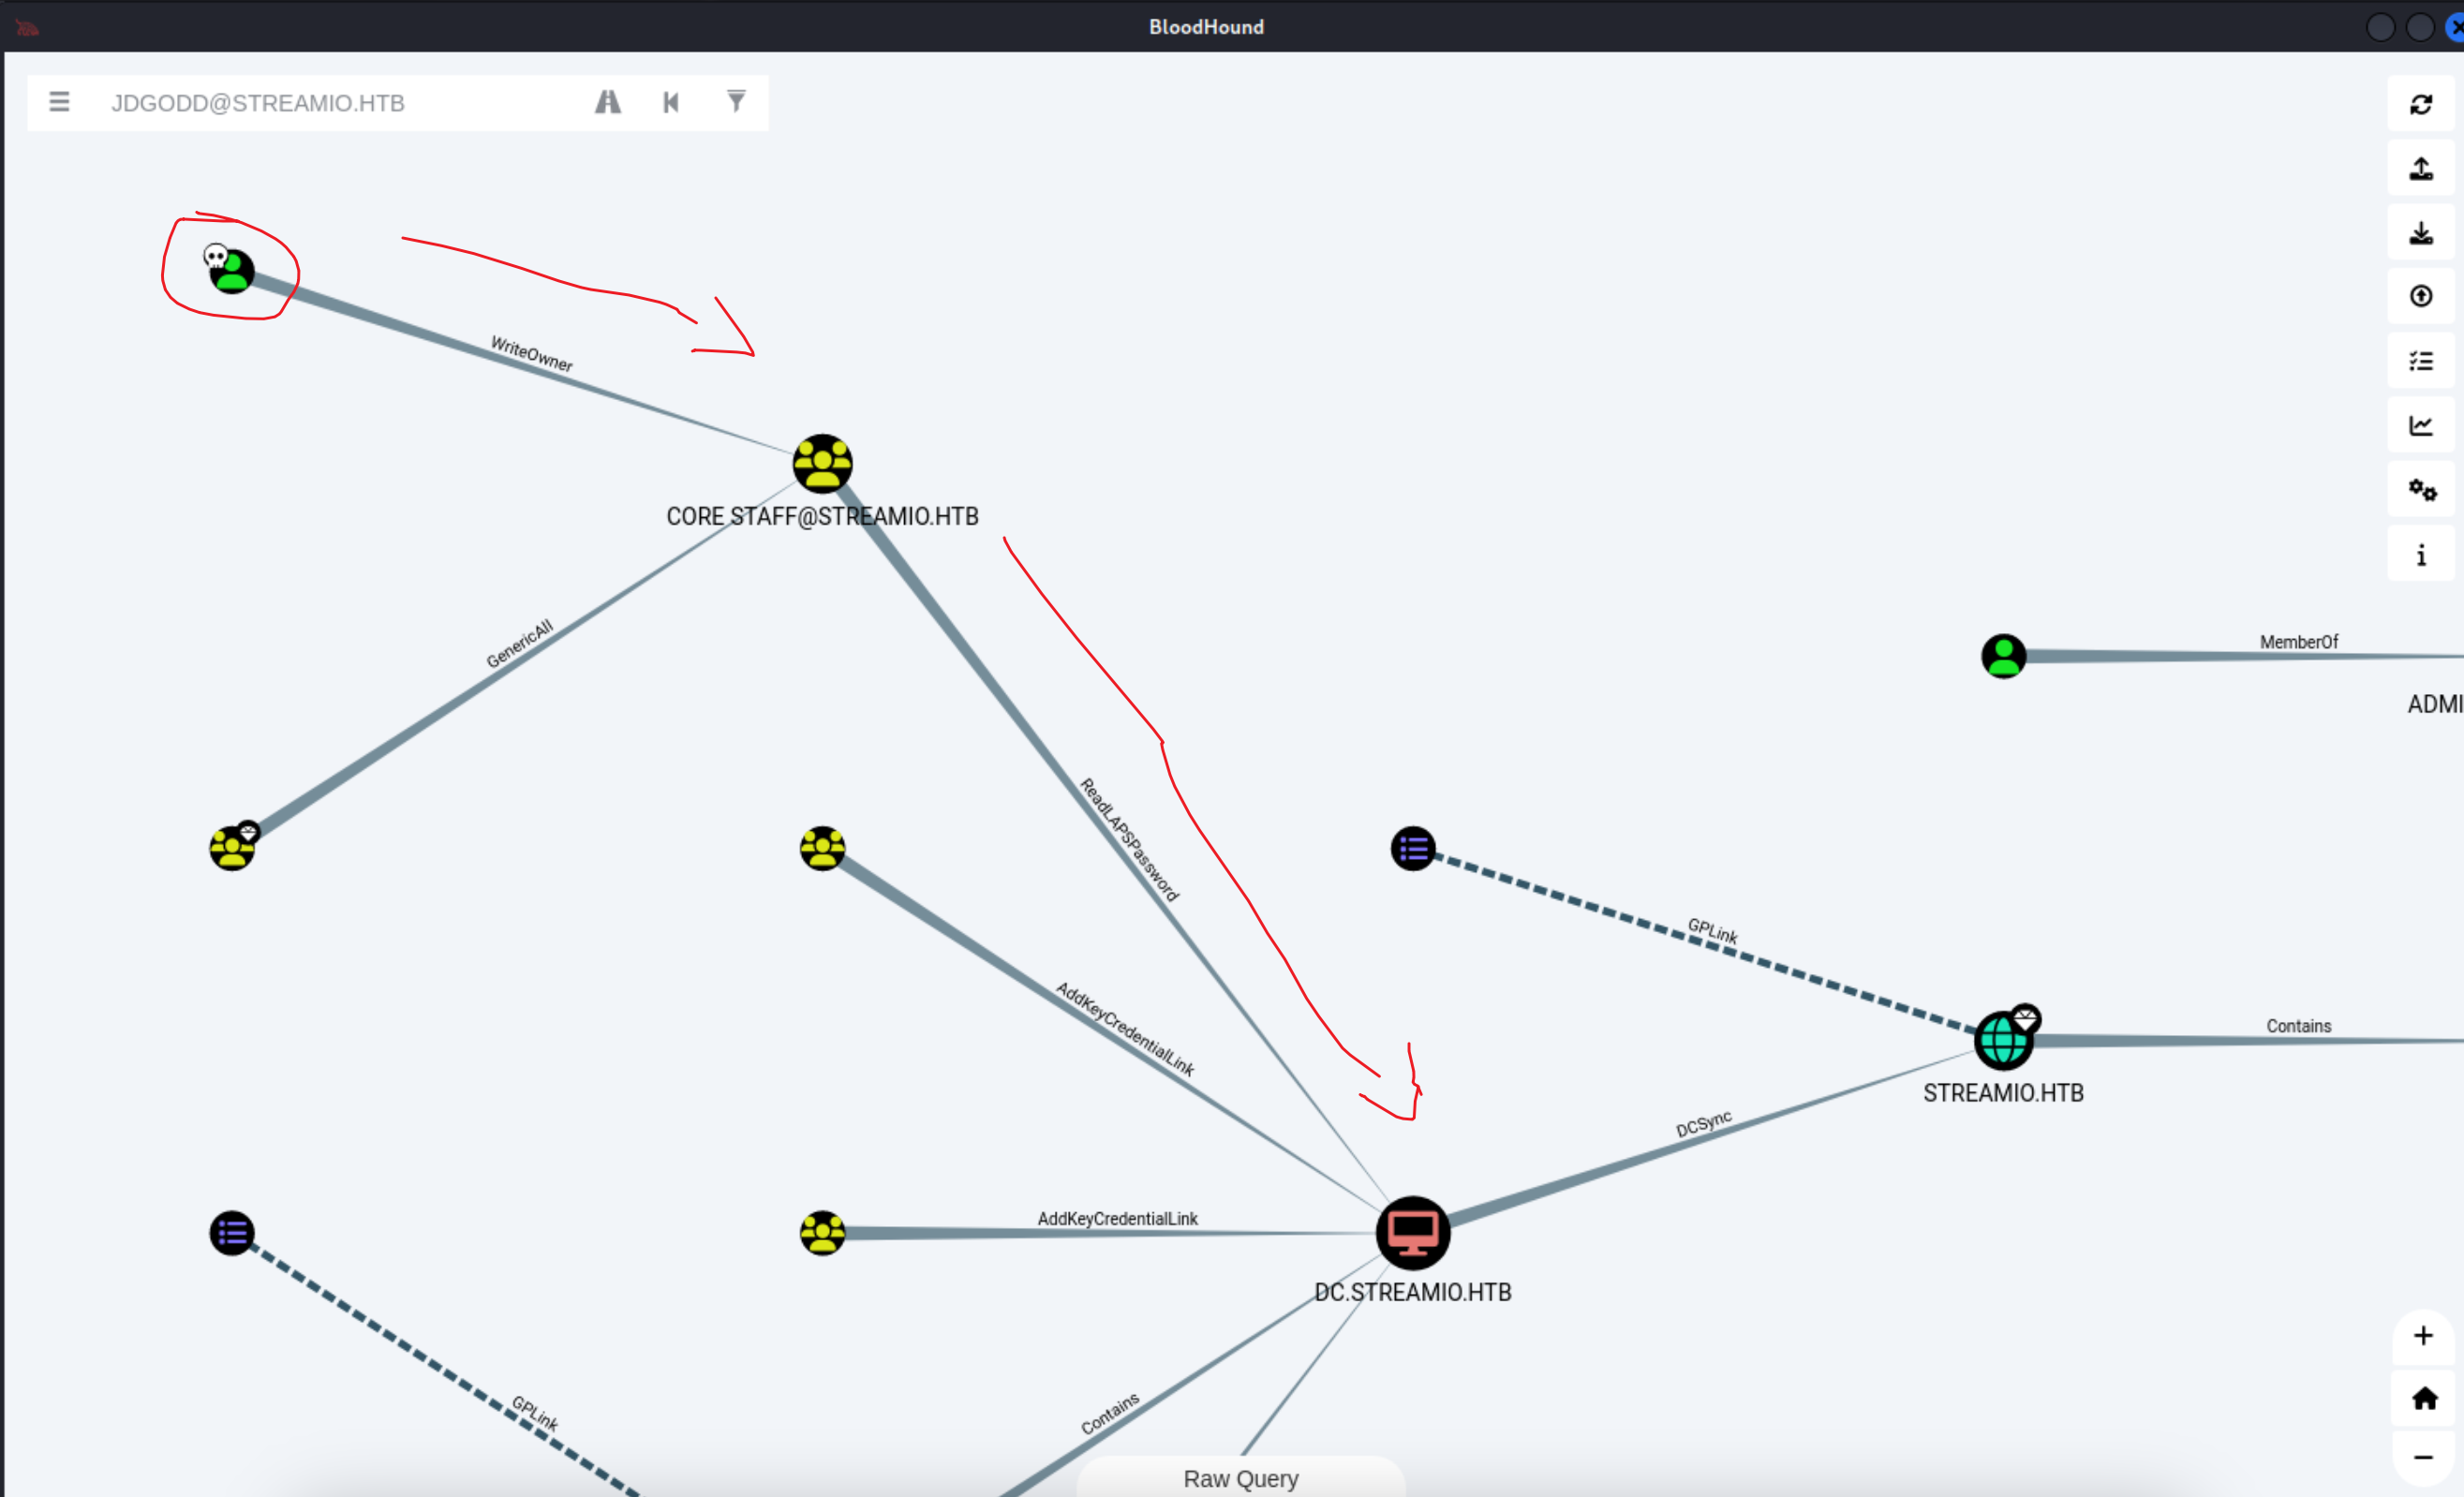 BloodHound
JDGODD@STREAMIO.HTB
WriteOwner
CORE STAFF@STREAMIO.HTB
GenericAll
MemberOf
ADMI
ReadLAPSPassword
GPLink
AddKeyCredentialLink
Contains
STREAMIO.HTB
DCSync
AddKeyCredentialLink
DC.STREAMIO.HTB
GPLink
Contains
Raw Query